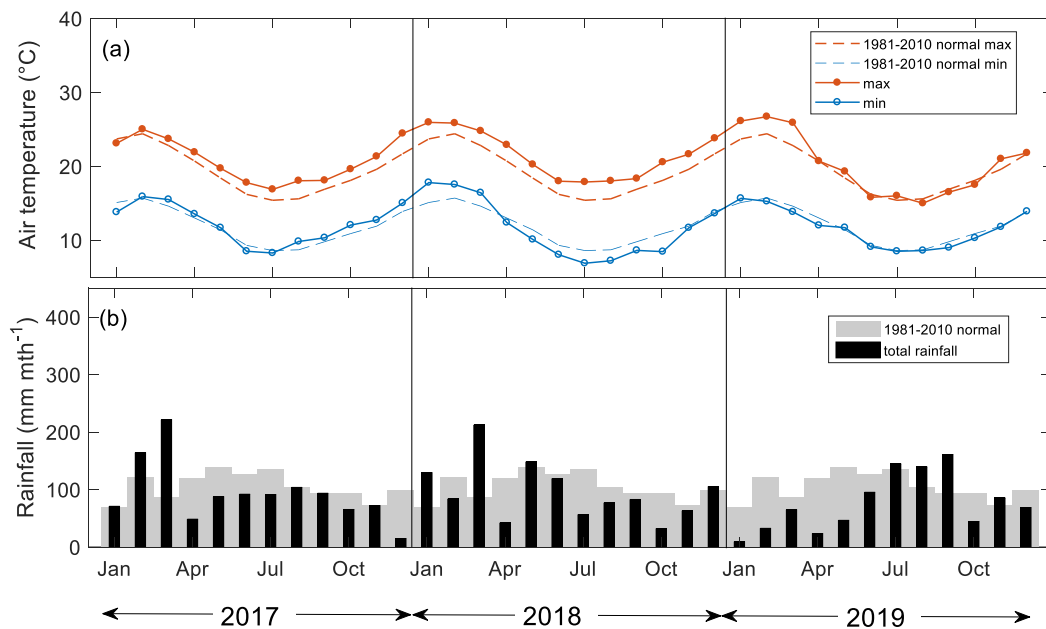 (a)
Air temperature (°C)
40
30
20
10
1981-2010 normal max
1981-2010 normal min
max
min
(b)
Rainfall (mm mth⁻¹)
400
300
200
100
0
1981-2010 normal
total rainfall
Jan Apr Jul Oct Jan Apr Jul Oct Jan Apr Jul Oct
2017 2018 2019